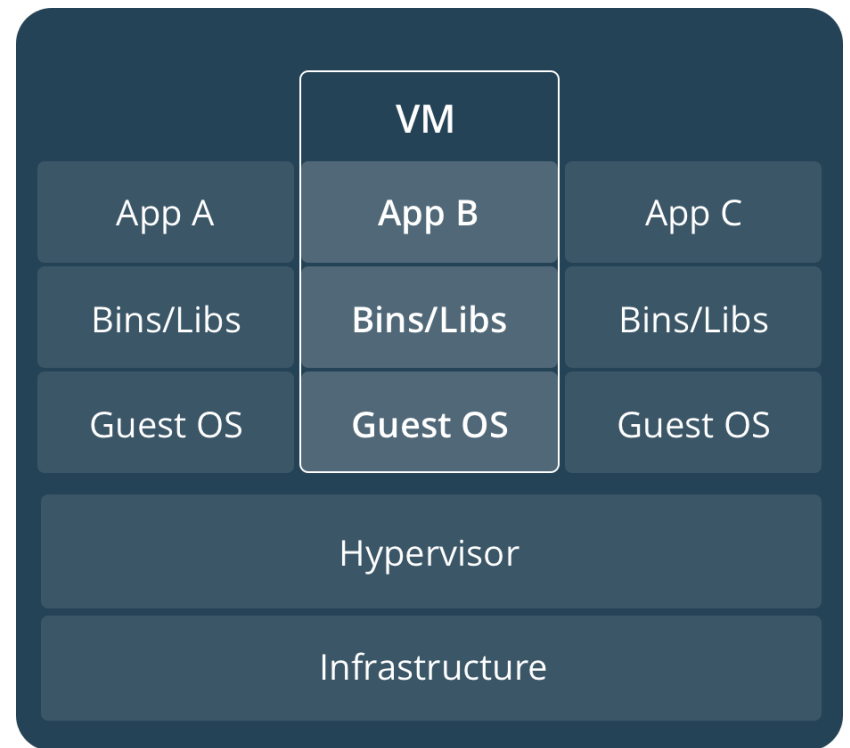 VM
App A
App B
App C
Bins/Libs
Bins/Libs
Bins/Libs
Guest OS
Guest OS
Guest OS
Hypervisor
Infrastructure